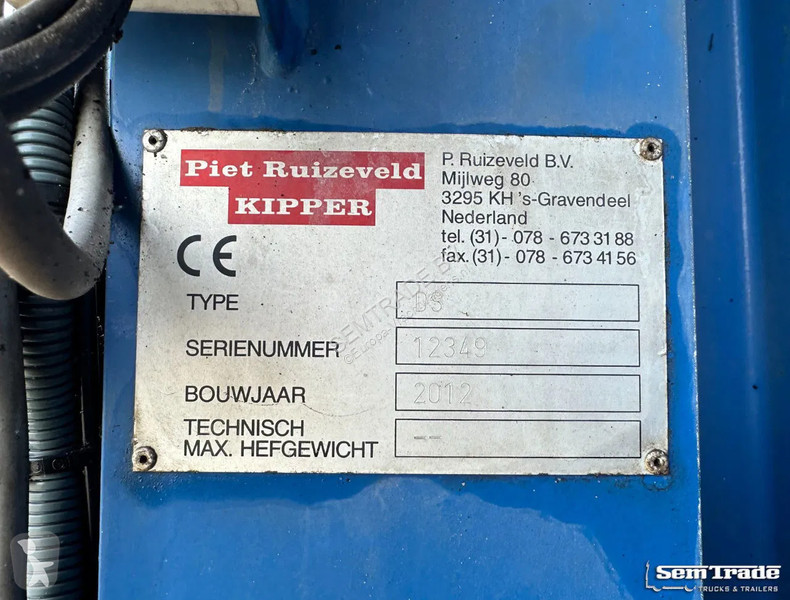 Piet Ruizeveld
KIPPER
P. Ruizeveld B.V.
Mijlweg 80
3295 KH 's-Gravendeel
Nederland
tel. (31)- 078 - 673 31 88
fax. (31)- 078 - 673 41 56
CE
TYPE DS
SERIENUMMER 12349
BOUWJAAR 2012
TECHNISCH
MAX. HEFGEWICHT --
SemTrade
TRUCKS & TRAILERS